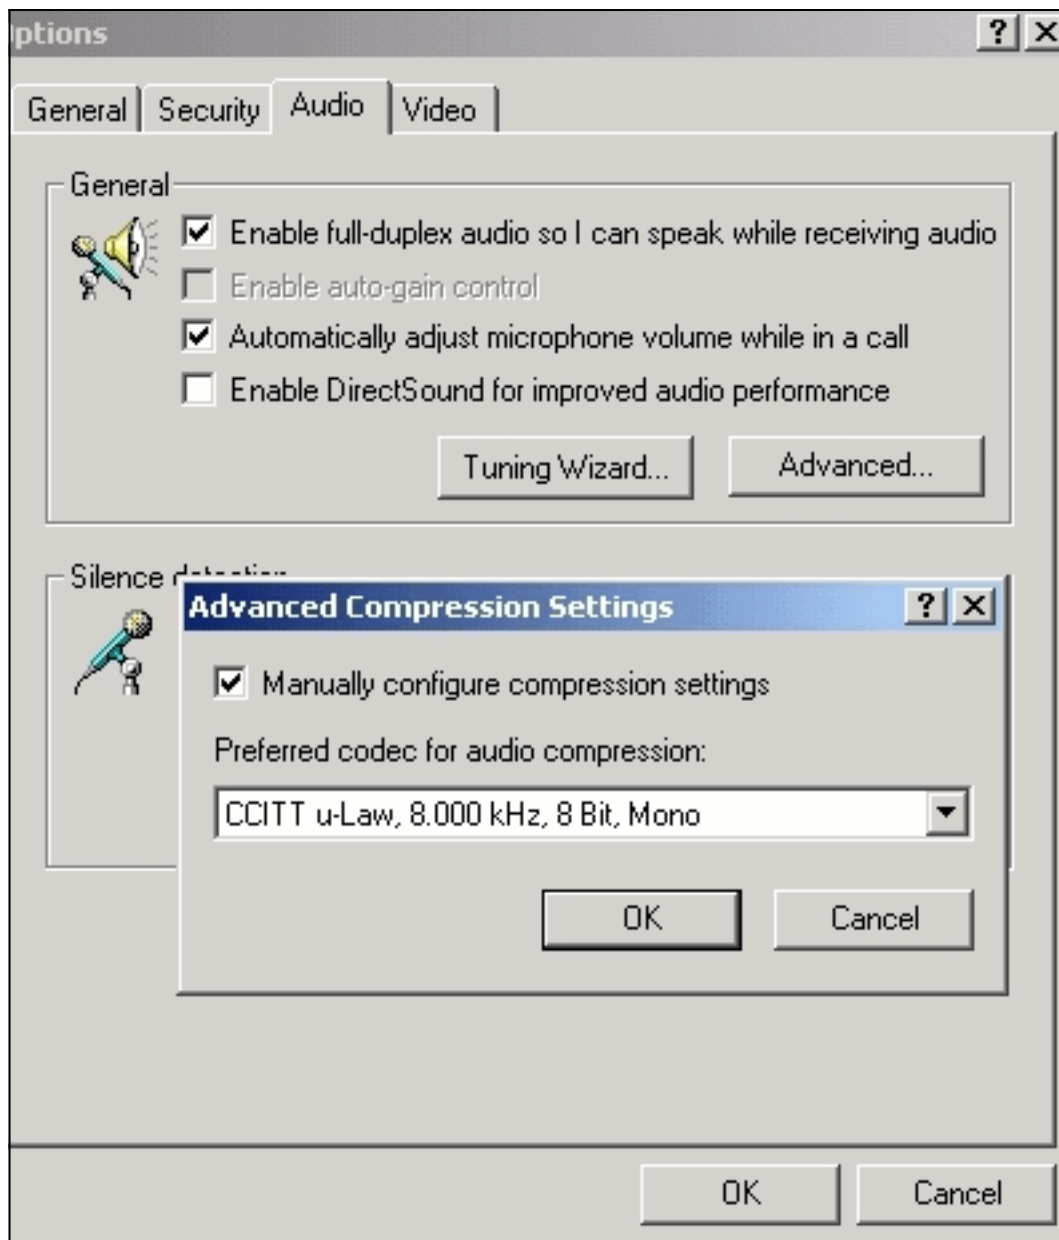 ptions
General Security Audio Video
General
Enable full-duplex audio so I can speak while receiving audio
Enable auto-gain control
Automatically adjust microphone volume while in a call
Enable DirectSound for improved audio performance
Tuning Wizard... Advanced...
Silence detection
Advanced Compression Settings
Manually configure compression settings
Preferred codec for audio compression:
CCITT u-Law, 8.000 kHz, 8 Bit, Mono
OK Cancel
OK Cancel